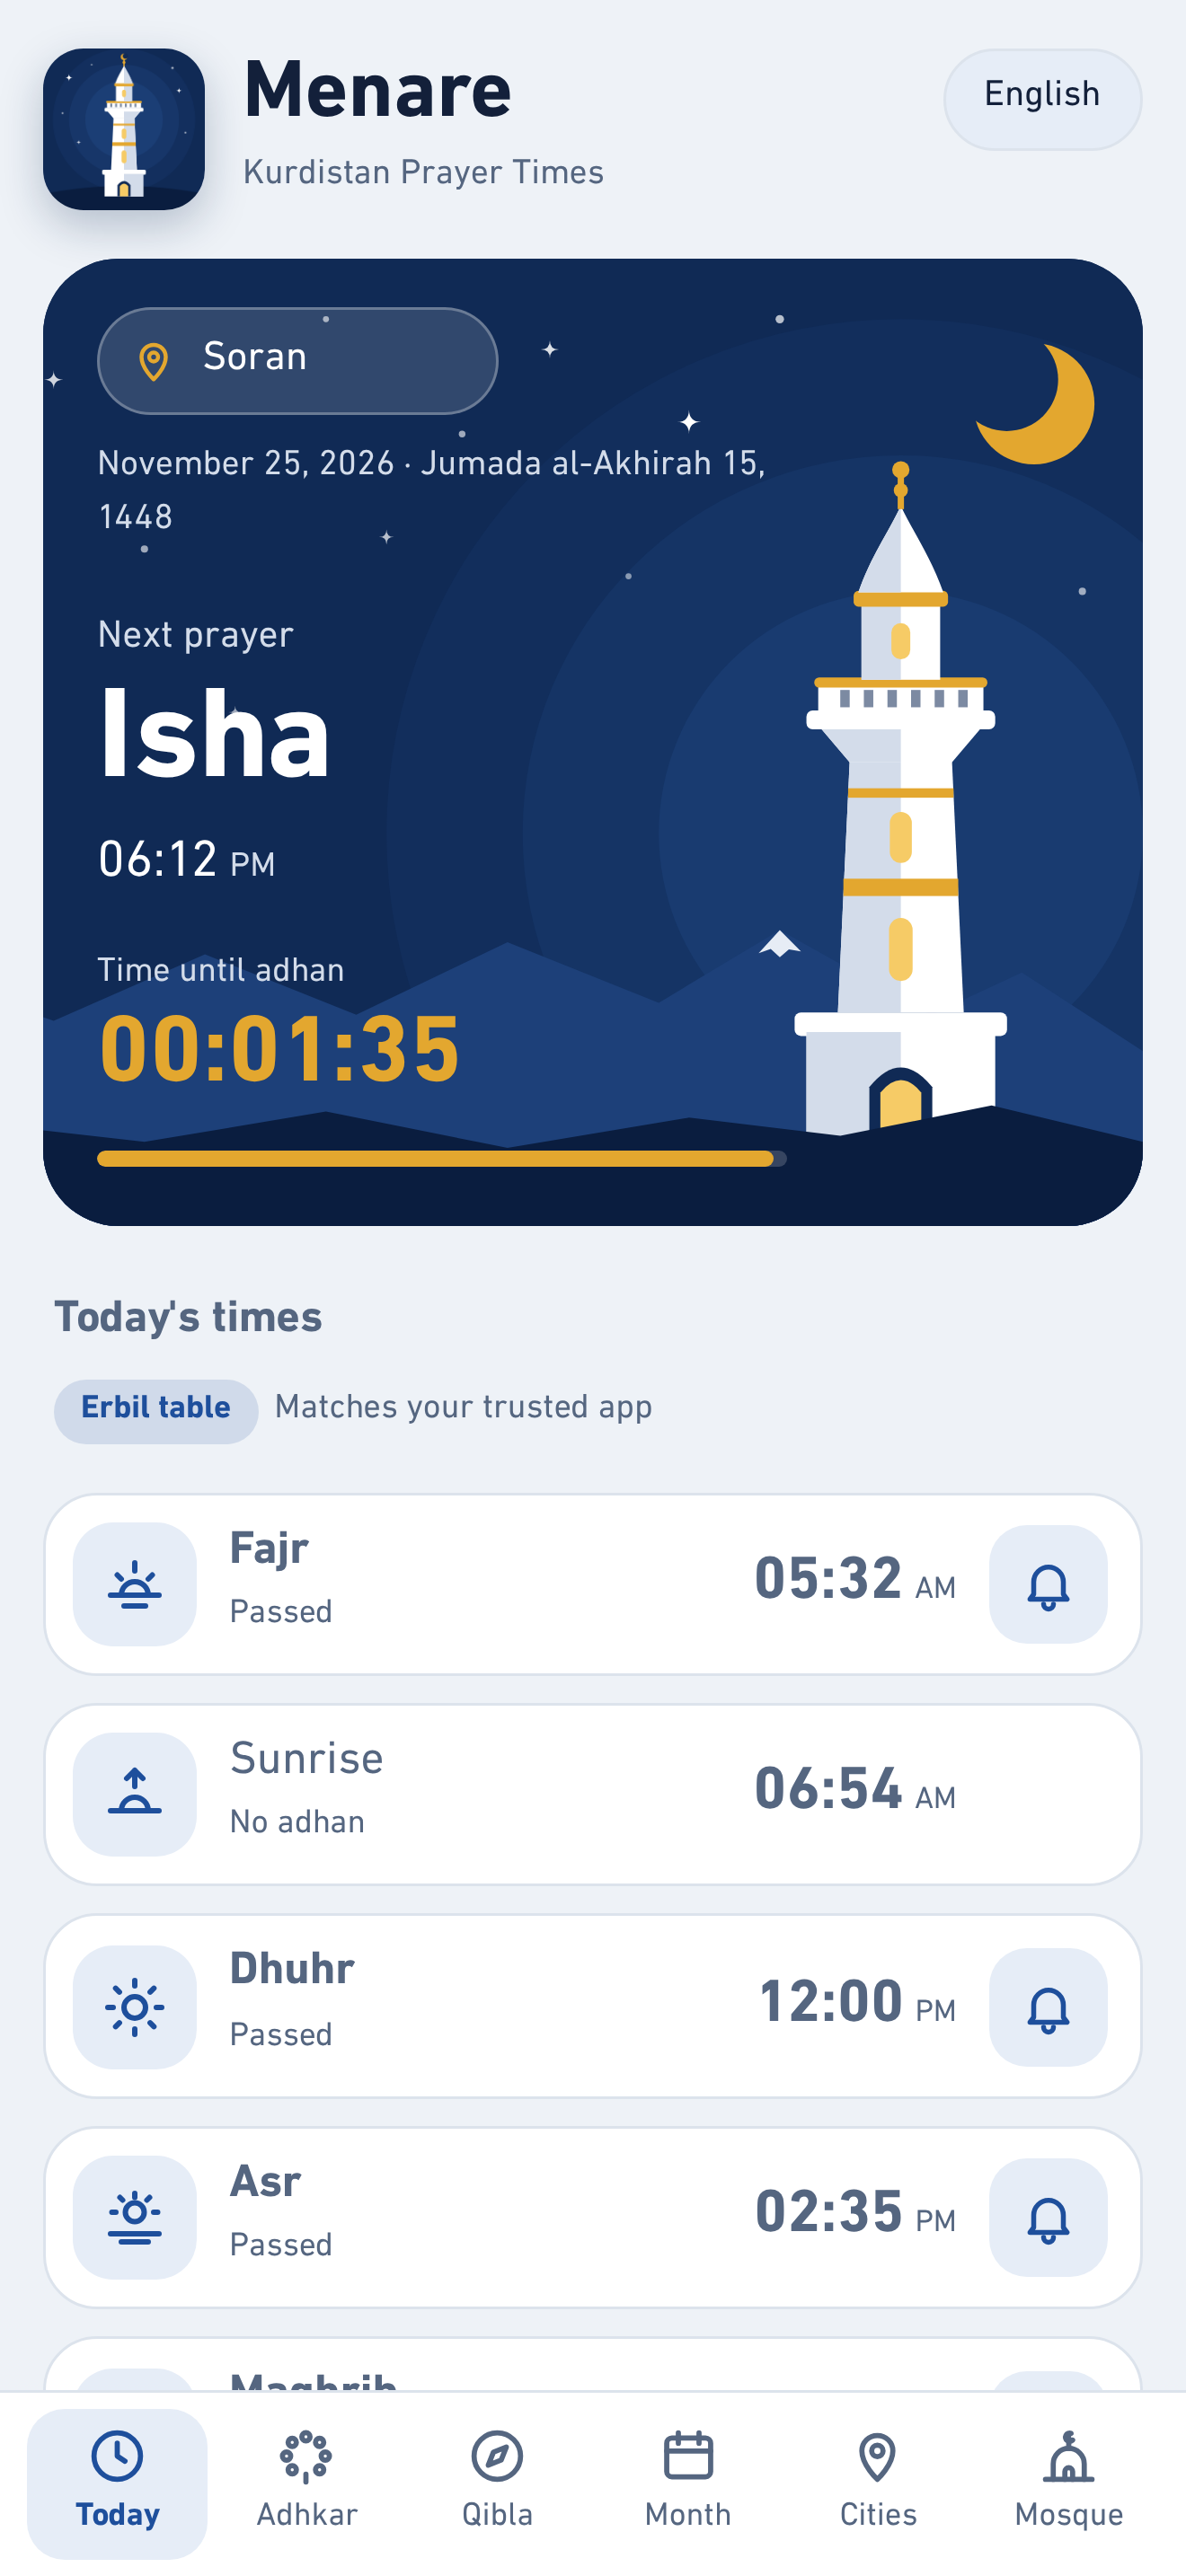 Menare
Kurdistan Prayer Times
English
Soran
November 25, 2026 · Jumada al-Akhirah 15,
1448
Next prayer
Isha
06:12 PM
Time until adhan
00:01:35
Today's times
Erbil table Matches your trusted app
Fajr
Passed
05:32 AM
Sunrise
No adhan
06:54 AM
Dhuhr
Passed
12:00 PM
Asr
Passed
02:35 PM
Maghrib
Today
Adhkar
Qibla
Month
Cities
Mosque